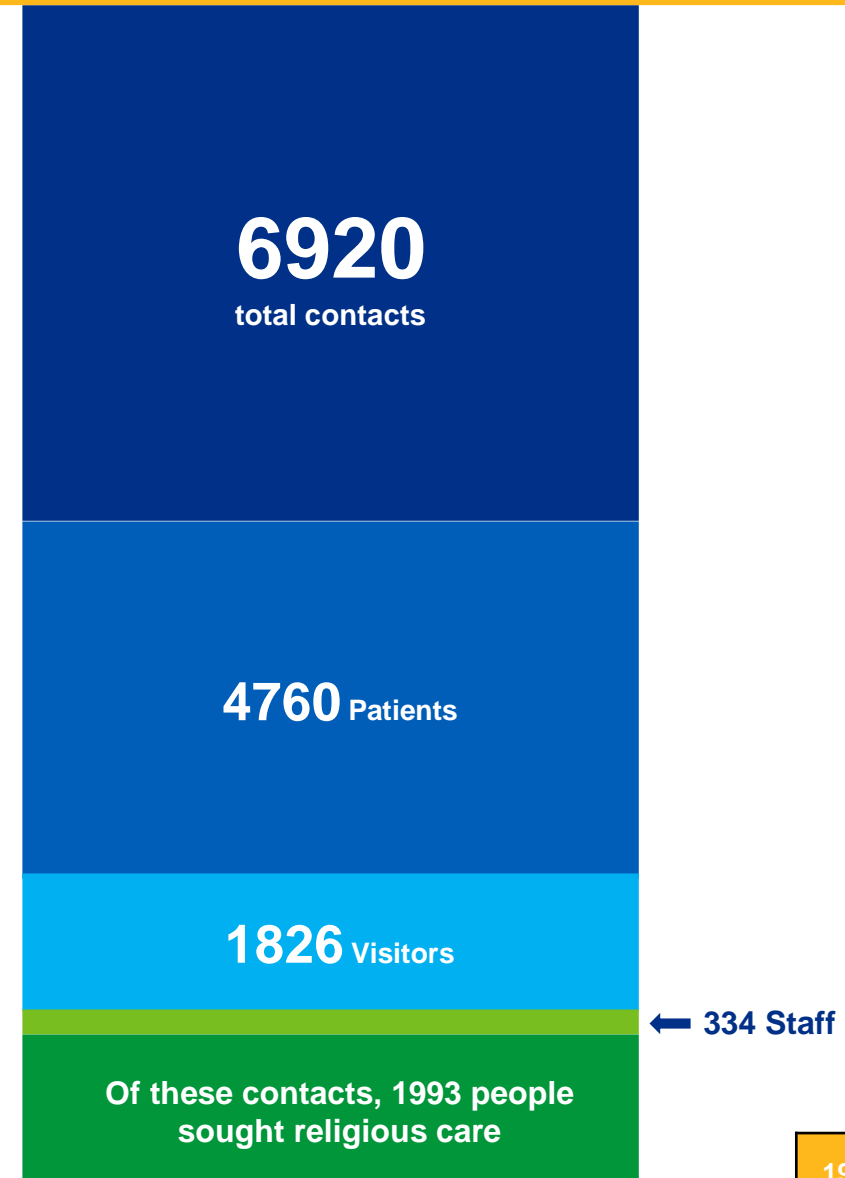 6920
total contacts
4760 Patients
1826 Visitors
334 Staff
Of these contacts, 1993 people
sought religious care